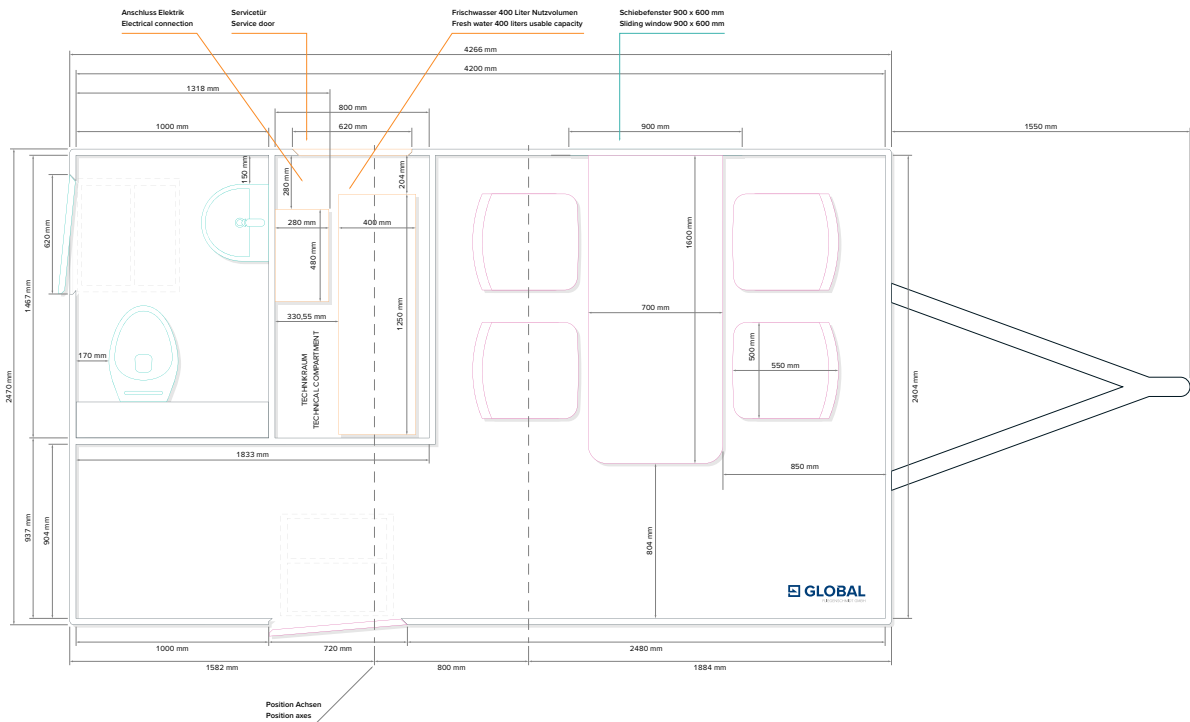 Anschluss Elektrik
Electrical connection
Servicetür
Service door
Frischwasser 400 Liter Nutzvolumen
Fresh water 400 liters usable capacity
Schiebefenster 900 x 600 mm
Sliding window 900 x 600 mm
4266 mm
4200 mm
1318 mm
800 mm
1000 mm
620 mm
900 mm
1550 mm
150 mm
280 mm
204 mm
620 mm
280 mm
400 mm
480 mm
1600 mm
1467 mm
330,55 mm
1250 mm
700 mm
170 mm
500 mm
550 mm
TECHNIKRAUM
TECHNICAL COMPARTMENT
2470 mm
2404 mm
1833 mm
850 mm
937 mm
904 mm
804 mm
GLOBAL
1000 mm
720 mm
2480 mm
1582 mm
800 mm
1884 mm
Position Achsen
Position axes